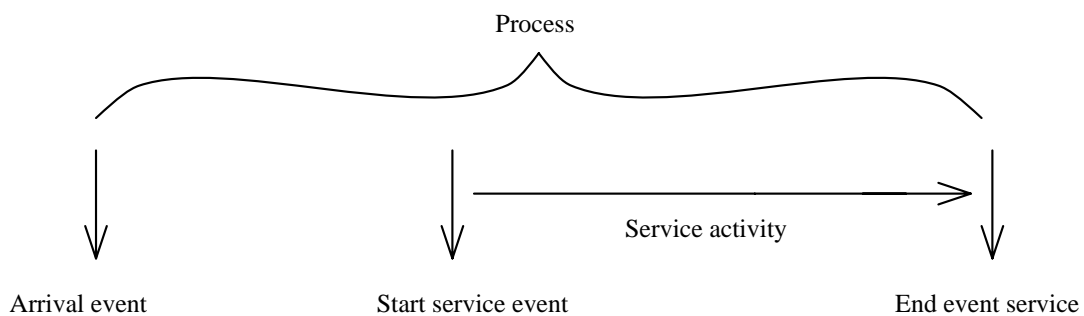 Process
Service activity
Arrival event
Start service event
End event service